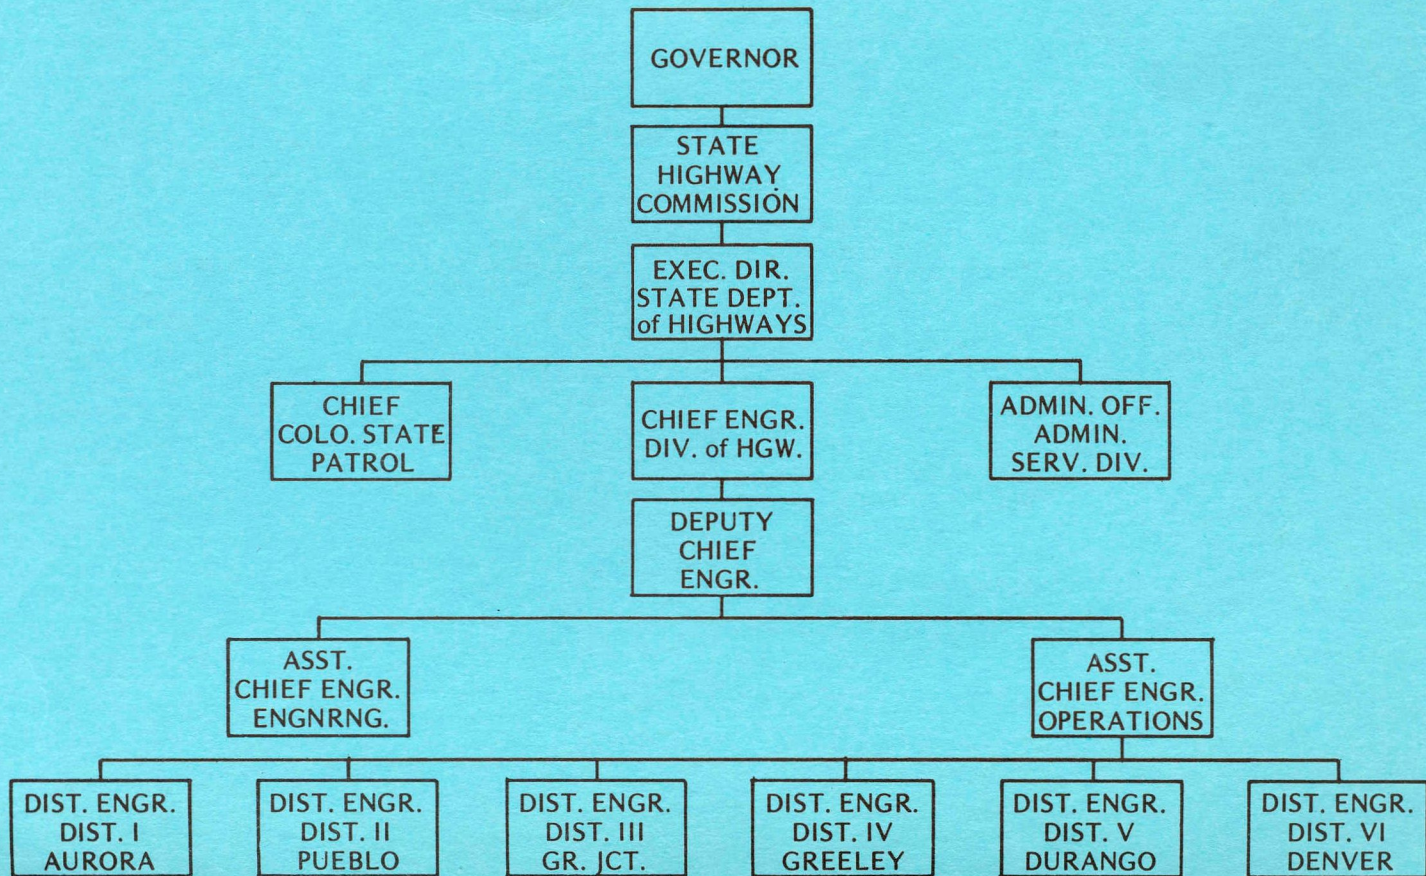 GOVERNOR
STATE
HIGHWAY
COMMISSION
EXEC. DIR.
STATE DEPT.
of HIGHWAYS
CHIEF
COLO. STATE
PATROL
CHIEF ENGR.
DIV. of HGW.
ADMIN. OFF.
ADMIN.
SERV. DIV.
DEPUTY
CHIEF
ENGR.
ASST.
CHIEF ENGR.
ENGNRNG.
ASST.
CHIEF ENGR.
OPERATIONS
DIST. ENGR.
DIST. I
AURORA
DIST. ENGR.
DIST. II
PUEBLO
DIST. ENGR.
DIST. III
GR. JCT.
DIST. ENGR.
DIST. IV
GREELEY
DIST. ENGR.
DIST. V
DURANGO
DIST. ENGR.
DIST. VI
DENVER